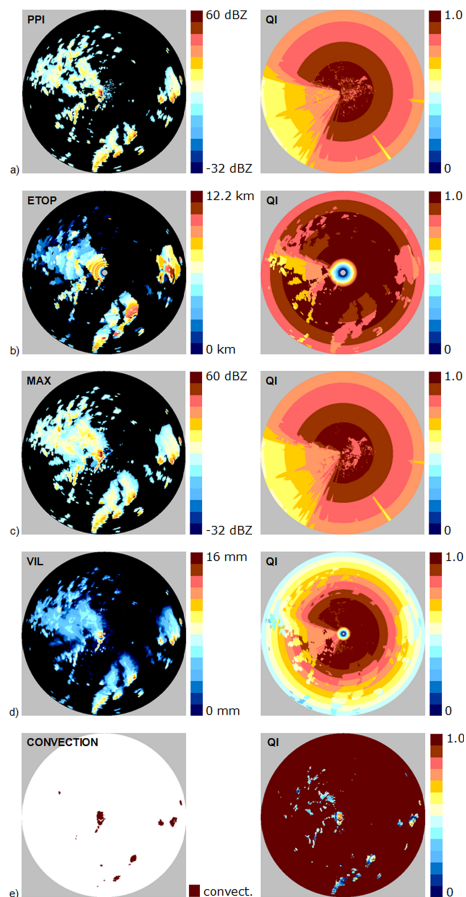 PPI 60 dBZ QI 1.0
a) -32 dBZ 0
ETOP 12.2 km QI 1.0
b) 0 km 0
MAX 60 dBZ QI 1.0
c) -32 dBZ 0
VIL 16 mm QI 1.0
d) 0 mm 0
CONVECTION QI 1.0
e) convect. 0